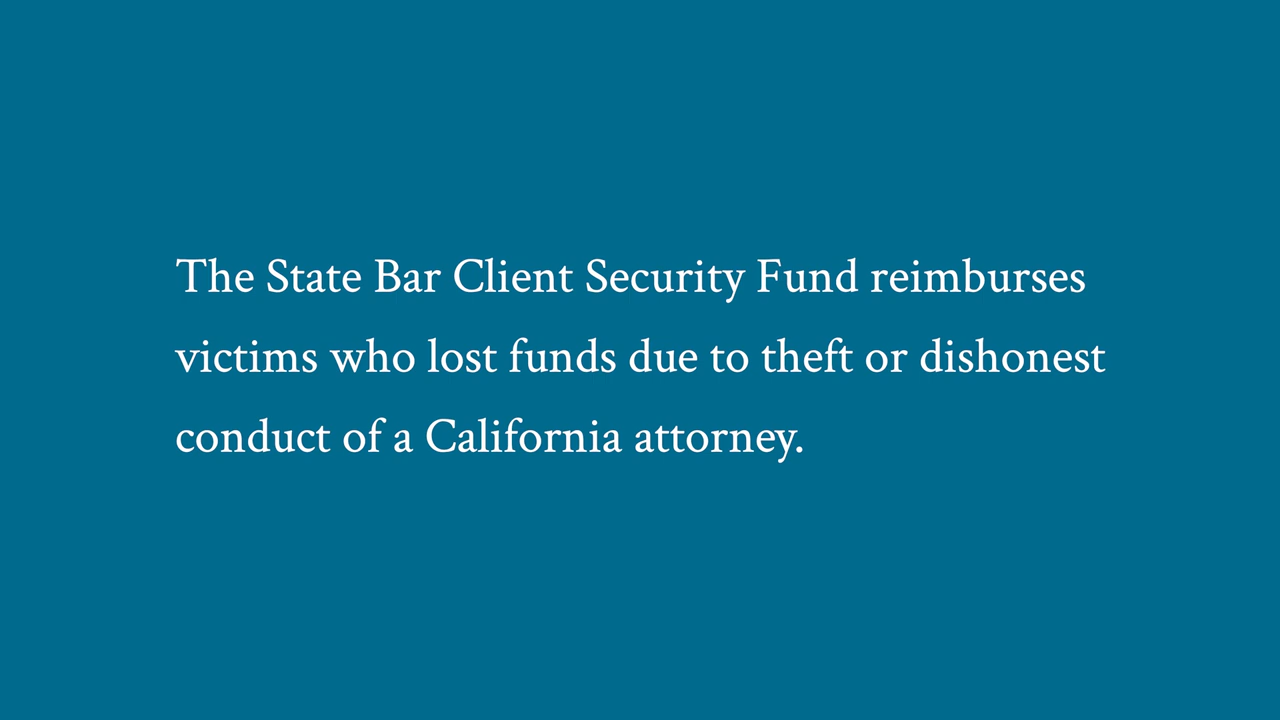 The State Bar Client Security Fund reimburses
victims who lost funds due to theft or dishonest
conduct of a California attorney.